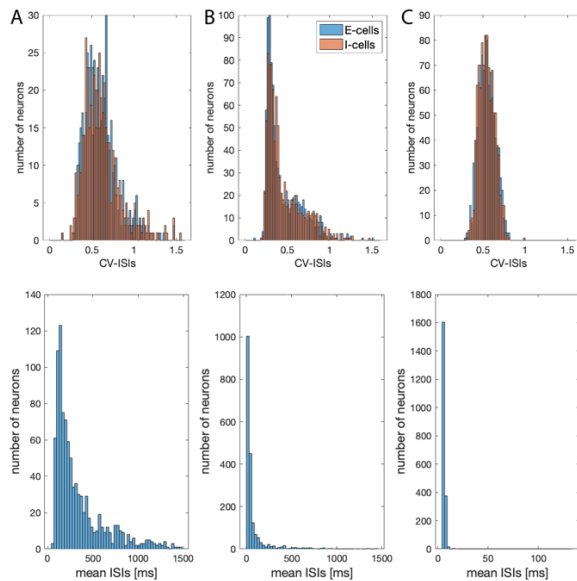 A
B
C
30
25
20
15
10
5
0
number of neurons
0 0.5 1 1.5
CV-ISIs
100
90
80
70
60
50
40
30
20
10
0
number of neurons
E-cells
I-cells
0 0.5 1 1.5
CV-ISIs
90
80
70
60
50
40
30
20
10
0
number of neurons
0 0.5 1 1.5
CV-ISIs
140
120
100
80
60
40
20
0
number of neurons
0 500 1000 1500
mean ISIs [ms]
1200
1000
800
600
400
200
0
number of neurons
0 500 1000 1500
mean ISIs [ms]
1800
1600
1400
1200
1000
800
600
400
200
0
number of neurons
0 50 100
mean ISIs [ms]